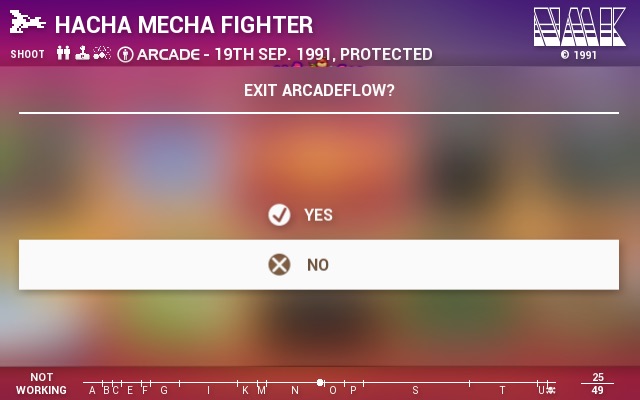 HACHA MECHA FIGHTER
NMK
SHOOT
ARCADE - 19TH SEP. 1991, PROTECTED
© 1991
EXIT ARCADEFLOW?
YES
NO
NOT WORKING
A B C E F G I K M N O P S T U
25
49